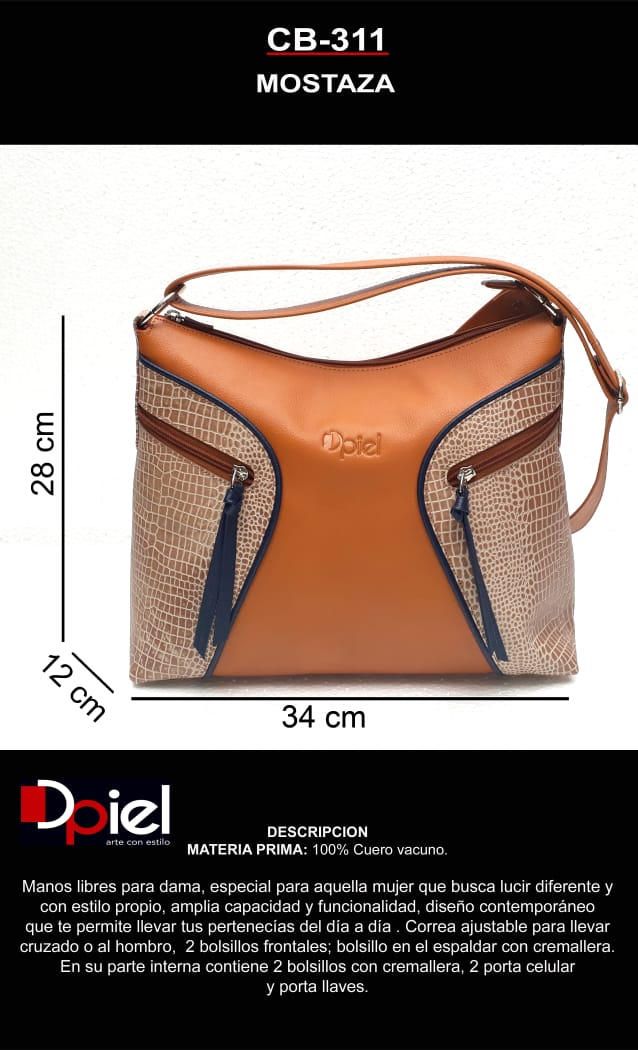 CB-311
MOSTAZA
Dpiel
28 cm
12 cm
34 cm
Dpiel
arte con estilo
DESCRIPCION
MATERIA PRIMA: 100% Cuero vacuno.
Manos libres para dama, especial para aquella mujer que busca lucir diferente y
con estilo propio, amplia capacidad y funcionalidad, diseño contemporáneo
que te permite llevar tus pertenecías del día a día . Correa ajustable para llevar
cruzado o al hombro,  2 bolsillos frontales; bolsillo en el espaldar con cremallera.
En su parte interna contiene 2 bolsillos con cremallera, 2 porta celular
y porta llaves.